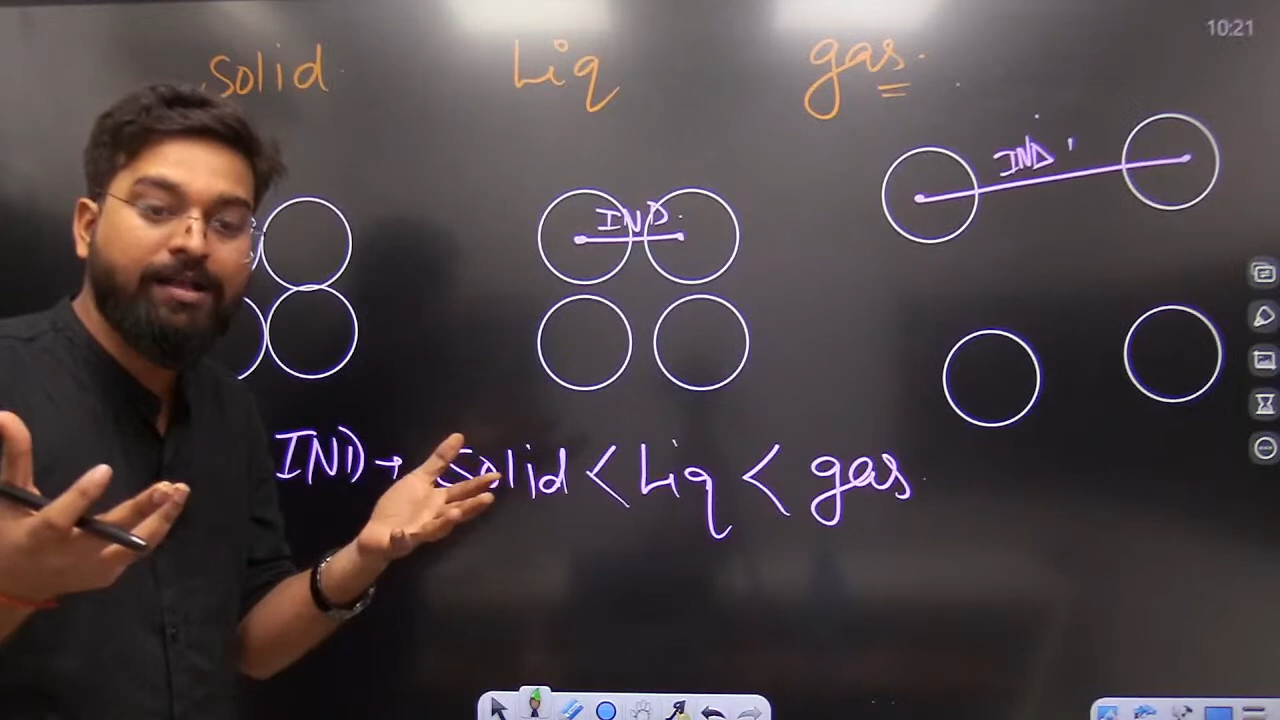 solid Liq gas.
10:21
IND.
IND
IND → solid < Liq < gas